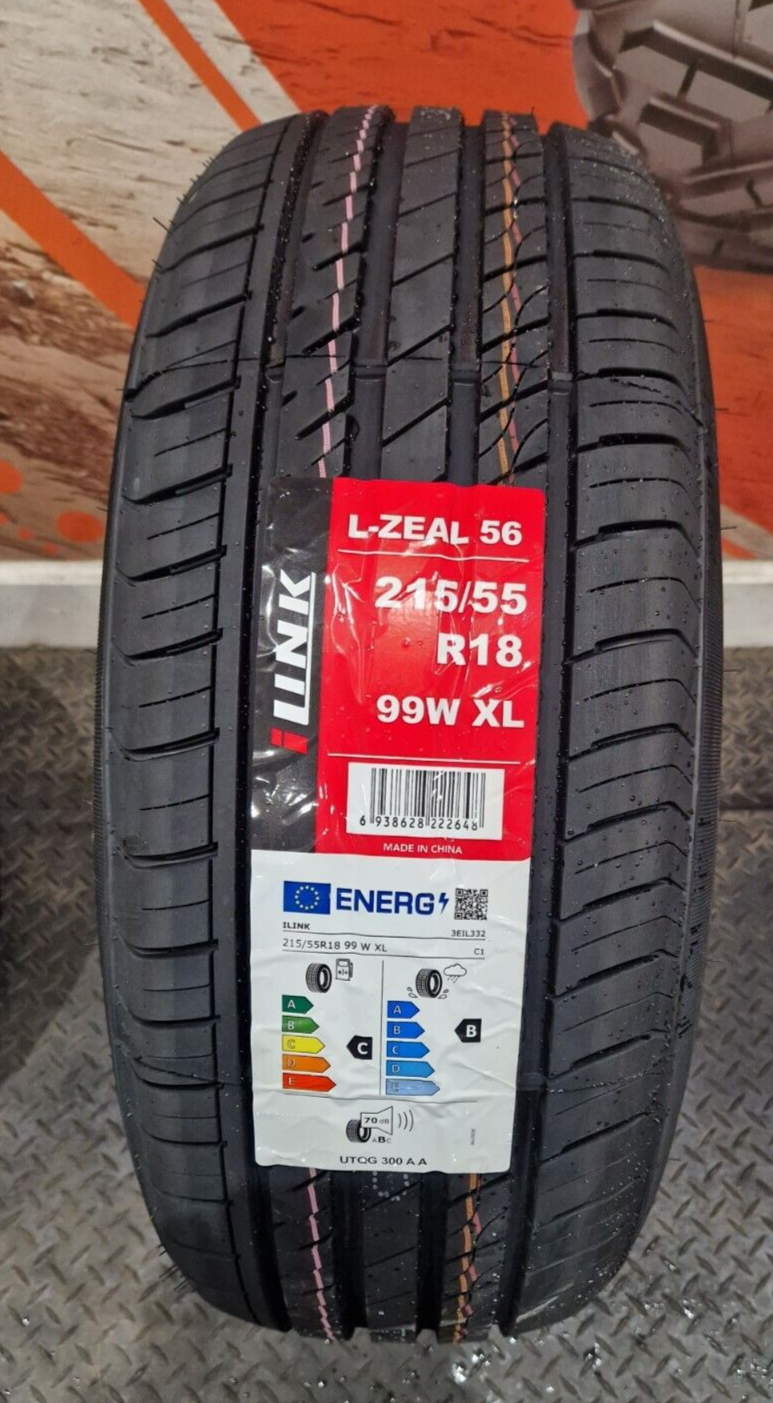 iLINK
L-ZEAL 56
215/55
R18
99W XL
6 938628 222648
MADE IN CHINA
ENERG
ILINK 3EIL332
215/55R18 99 W XL C1
A
B
C
D
E
C
A
B
C
D
E
B
70 dB
ABC
UTQG 300 A A